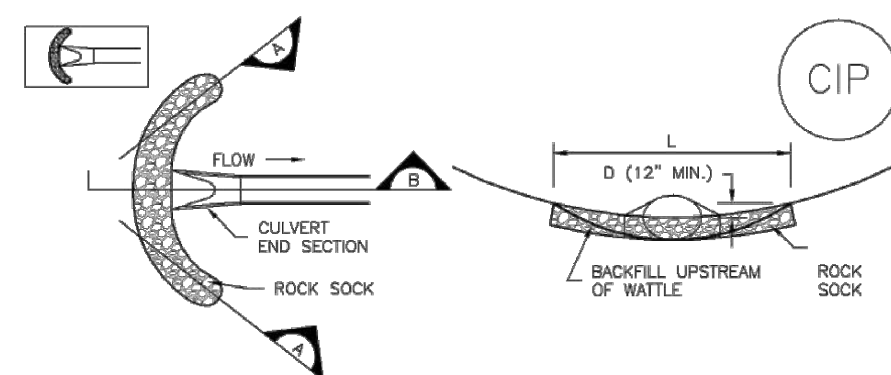 A
FLOW
B
CULVERT
END SECTION
ROCK SOCK
A
CIP
L
D (12" MIN.)
BACKFILL UPSTREAM
OF WATTLE
ROCK
SOCK